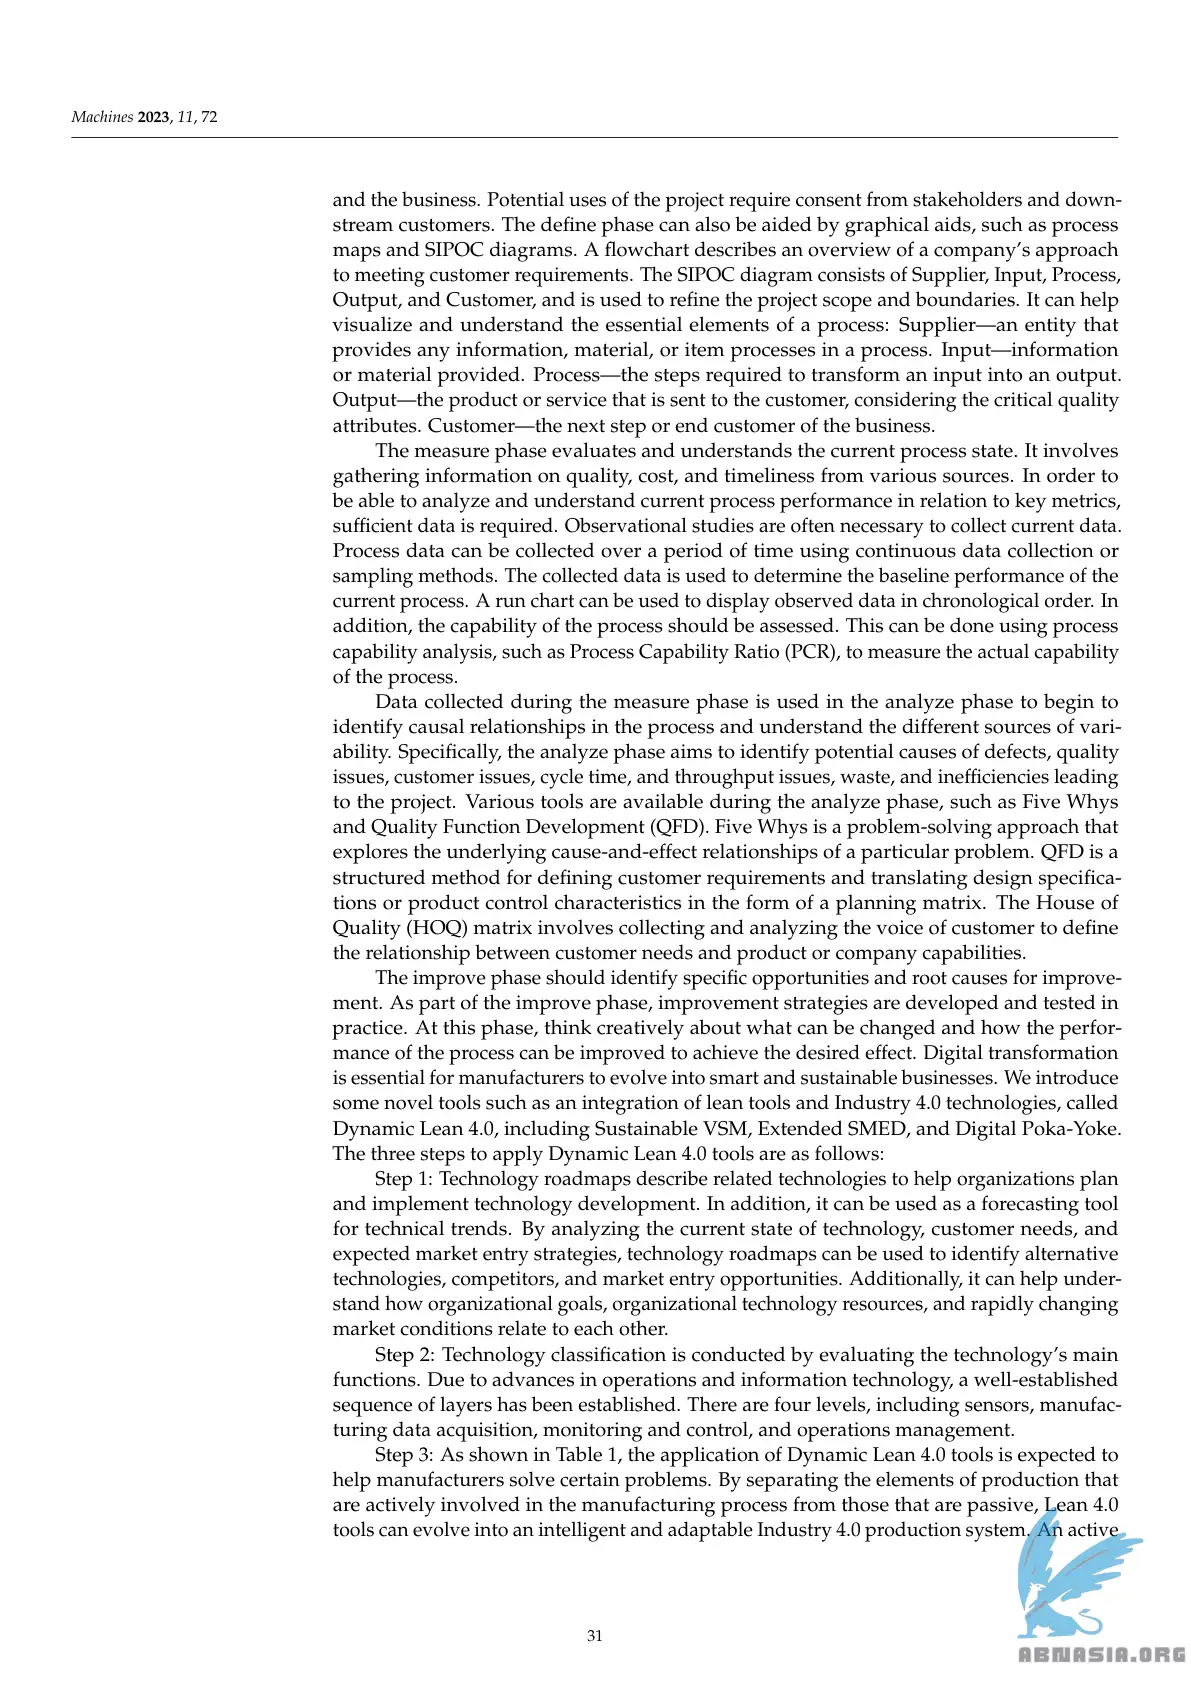 Machines 2023, 11, 72
and the business. Potential uses of the project require consent from stakeholders and down-
stream customers. The define phase can also be aided by graphical aids, such as process
maps and SIPOC diagrams. A flowchart describes an overview of a company's approach
to meeting customer requirements. The SIPOC diagram consists of Supplier, Input, Process,
Output, and Customer, and is used to refine the project scope and boundaries. It can help
visualize and understand the essential elements of a process: Supplier—an entity that
provides any information, material, or item processes in a process. Input—information
or material provided. Process—the steps required to transform an input into an output.
Output—the product or service that is sent to the customer, considering the critical quality
attributes. Customer—the next step or end customer of the business.
The measure phase evaluates and understands the current process state. It involves
gathering information on quality, cost, and timeliness from various sources. In order to
be able to analyze and understand current process performance in relation to key metrics,
sufficient data is required. Observational studies are often necessary to collect current data.
Process data can be collected over a period of time using continuous data collection or
sampling methods. The collected data is used to determine the baseline performance of the
current process. A run chart can be used to display observed data in chronological order. In
addition, the capability of the process should be assessed. This can be done using process
capability analysis, such as Process Capability Ratio (PCR), to measure the actual capability
of the process.
Data collected during the measure phase is used in the analyze phase to begin to
identify causal relationships in the process and understand the different sources of vari-
ability. Specifically, the analyze phase aims to identify potential causes of defects, quality
issues, customer issues, cycle time, and throughput issues, waste, and inefficiencies leading
to the project. Various tools are available during the analyze phase, such as Five Whys
and Quality Function Development (QFD). Five Whys is a problem-solving approach that
explores the underlying cause-and-effect relationships of a particular problem. QFD is a
structured method for defining customer requirements and translating design specifica-
tions or product control characteristics in the form of a planning matrix. The House of
Quality (HOQ) matrix involves collecting and analyzing the voice of customer to define
the relationship between customer needs and product or company capabilities.
The improve phase should identify specific opportunities and root causes for improve-
ment. As part of the improve phase, improvement strategies are developed and tested in
practice. At this phase, think creatively about what can be changed and how the perfor-
mance of the process can be improved to achieve the desired effect. Digital transformation
is essential for manufacturers to evolve into smart and sustainable businesses. We introduce
some novel tools such as an integration of lean tools and Industry 4.0 technologies, called
Dynamic Lean 4.0, including Sustainable VSM, Extended SMED, and Digital Poka-Yoke.
The three steps to apply Dynamic Lean 4.0 tools are as follows:
Step 1: Technology roadmaps describe related technologies to help organizations plan
and implement technology development. In addition, it can be used as a forecasting tool
for technical trends. By analyzing the current state of technology, customer needs, and
expected market entry strategies, technology roadmaps can be used to identify alternative
technologies, competitors, and market entry opportunities. Additionally, it can help under-
stand how organizational goals, organizational technology resources, and rapidly changing
market conditions relate to each other.
Step 2: Technology classification is conducted by evaluating the technology's main
functions. Due to advances in operations and information technology, a well-established
sequence of layers has been established. There are four levels, including sensors, manufac-
turing data acquisition, monitoring and control, and operations management.
Step 3: As shown in Table 1, the application of Dynamic Lean 4.0 tools is expected to
help manufacturers solve certain problems. By separating the elements of production that
are actively involved in the manufacturing process from those that are passive, Lean 4.0
tools can evolve into an intelligent and adaptable Industry 4.0 production system. An active
31
ABNASIA.ORG